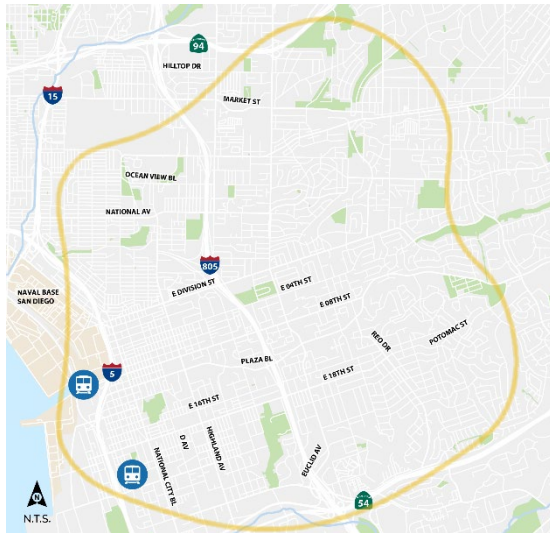 94
HILLTOP DR
15
MARKET ST
OCEAN VIEW BL
NATIONAL AV
805
NAVAL BASE
SAN DIEGO
E DIVISION ST
E 04TH ST
E 08TH ST
REO DR
POTOMAC ST
PLAZA BL
5
E 18TH ST
E 16TH ST
NATIONAL CITY BL
D AV
HIGHLAND AV
EUCLID AV
54
N
N.T.S.